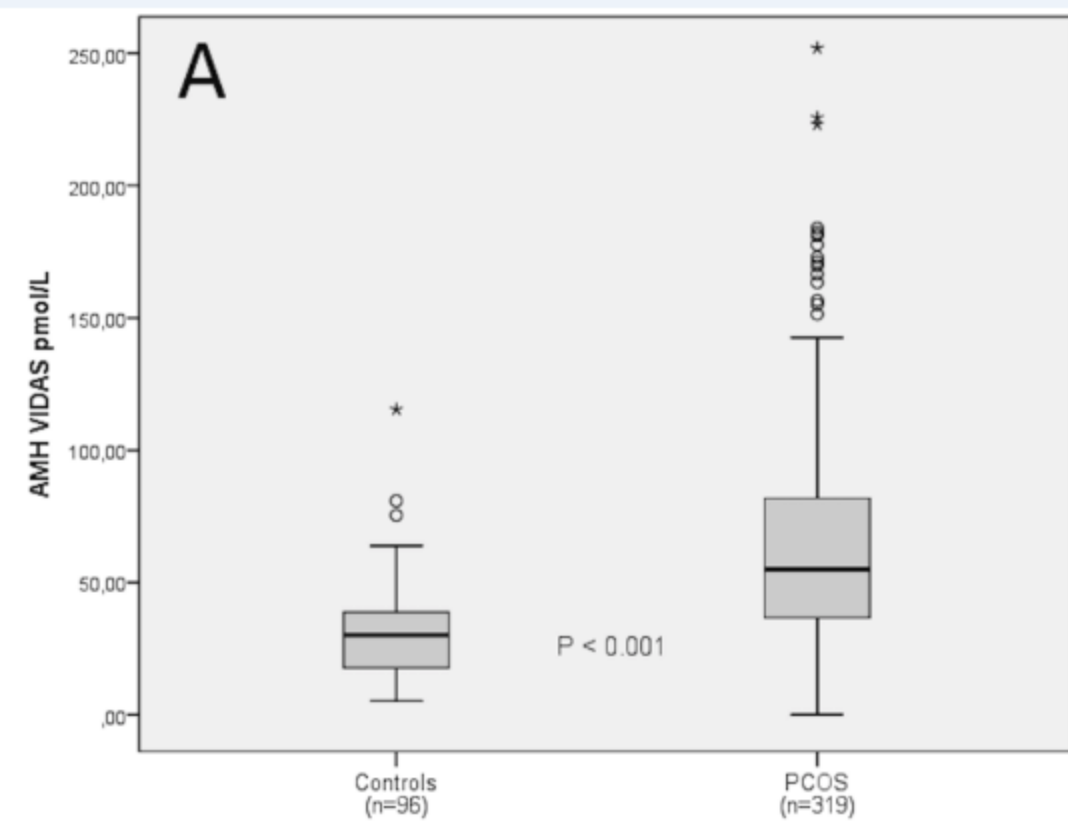 A
250,00
200,00
150,00
100,00
50,00
,00
AMH VIDAS pmol/L
P < 0.001
Controls
(n=96)
PCOS
(n=319)